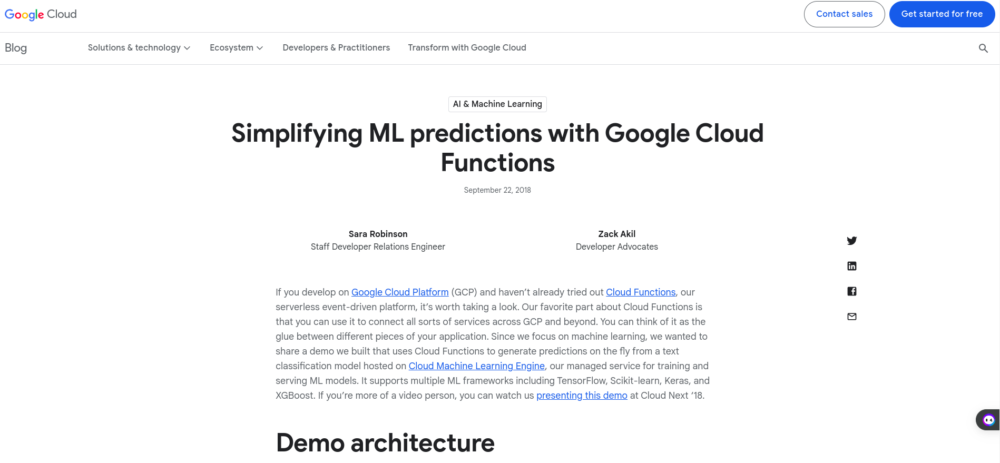 Google Cloud
Contact sales
Get started for free
Blog
Solutions & technology
Ecosystem
Developers & Practitioners
Transform with Google Cloud
AI & Machine Learning
Simplifying ML predictions with Google Cloud
Functions
September 22, 2018
Sara Robinson
Staff Developer Relations Engineer
Zack Akil
Developer Advocates
If you develop on Google Cloud Platform (GCP) and haven’t already tried out Cloud Functions, our
serverless event-driven platform, it’s worth taking a look. Our favorite part about Cloud Functions is
that you can use it to connect all sorts of services across GCP and beyond. You can think of it as the
glue between different pieces of your application. Since we focus on machine learning, we wanted to
share a demo we built that uses Cloud Functions to generate predictions on the fly from a text
classification model hosted on Cloud Machine Learning Engine, our managed service for training and
serving ML models. It supports multiple ML frameworks including TensorFlow, Scikit-learn, Keras, and
XGBoost. If you’re more of a video person, you can watch us presenting this demo at Cloud Next ‘18.
Demo architecture